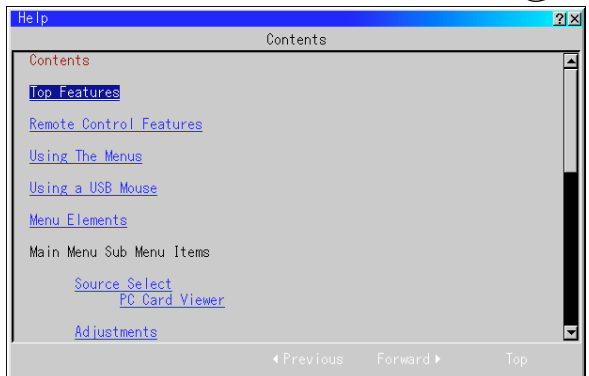 Help ? ×
Contents
Contents
Top Features
Remote Control Features
Using The Menus
Using a USB Mouse
Menu Elements
Main Menu Sub Menu Items
Source Select
PC Card Viewer
Adjustments
Previous Forward Top